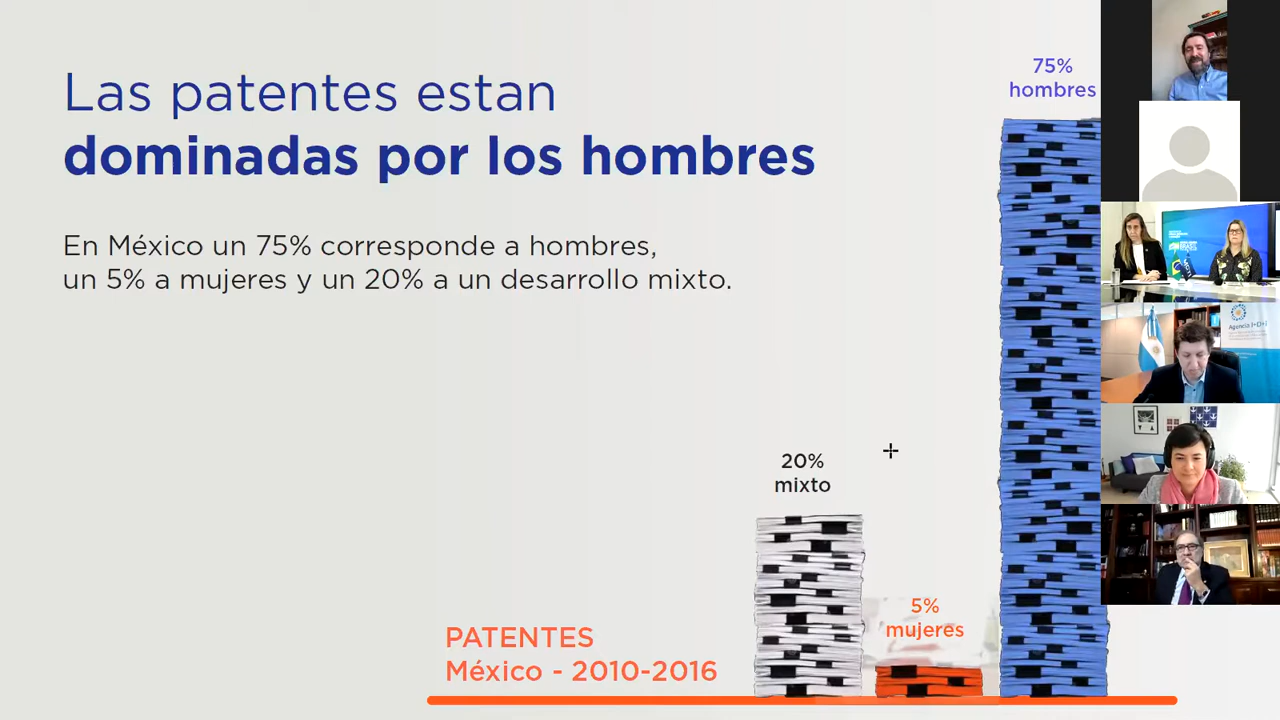 Las patentes estan
dominadas por los hombres
En México un 75% corresponde a hombres,
un 5% a mujeres y un 20% a un desarrollo mixto.
75%
hombres
20%
mixto
5%
mujeres
PATENTES
México - 2010-2016
Agencia I+D+i